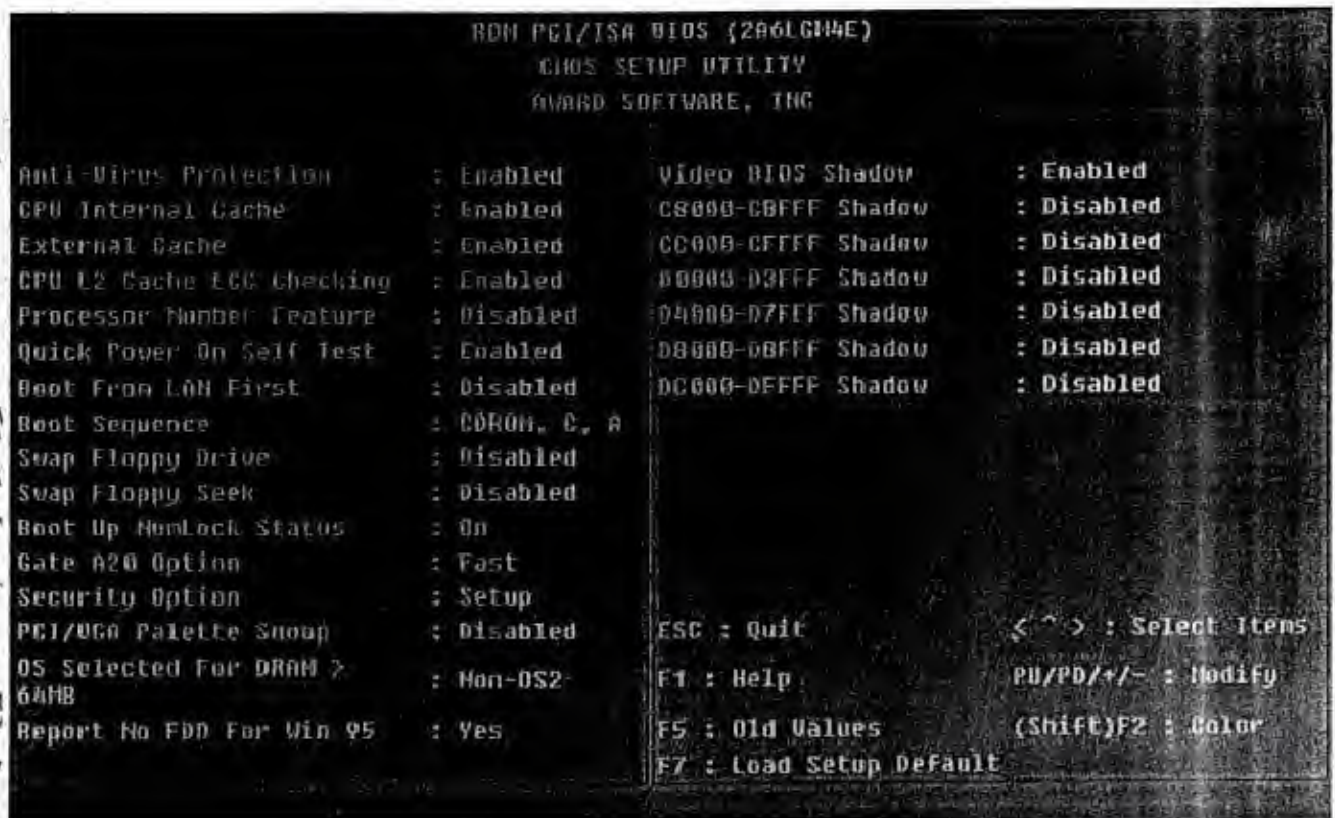 ROM PCI/ISA BIOS (2A6LGM4E)
CMOS SETUP UTILITY
AWARD SOFTWARE, INC
Anti-Virus Protection : Enabled
CPU Internal Cache : Enabled
External Cache : Enabled
CPU L2 Cache ECC Checking : Enabled
Processor Number Feature : Disabled
Quick Power On Self Test : Enabled
Boot From LAN First : Disabled
Boot Sequence : CDROM, C, A
Swap Floppy Drive : Disabled
Swap Floppy Seek : Disabled
Boot Up NumLock Status : On
Gate A20 Option : Fast
Security Option : Setup
PCI/VGA Palette Snoop : Disabled
OS Selected For DRAM >
64MB : Non-OS2
Report No FDD For Win 95 : Yes
Video BIOS Shadow : Enabled
C8000-CBFFF Shadow : Disabled
CC000-CFFFF Shadow : Disabled
D0000-D3FFF Shadow : Disabled
D4000-D7FFF Shadow : Disabled
D8000-DBFFF Shadow : Disabled
DC000-DFFFF Shadow : Disabled
ESC : Quit < ^ > : Select Items
F1 : Help PU/PD/+/- : Modify
F5 : Old Values (Shift)F2 : Color
F7 : Load Setup Default